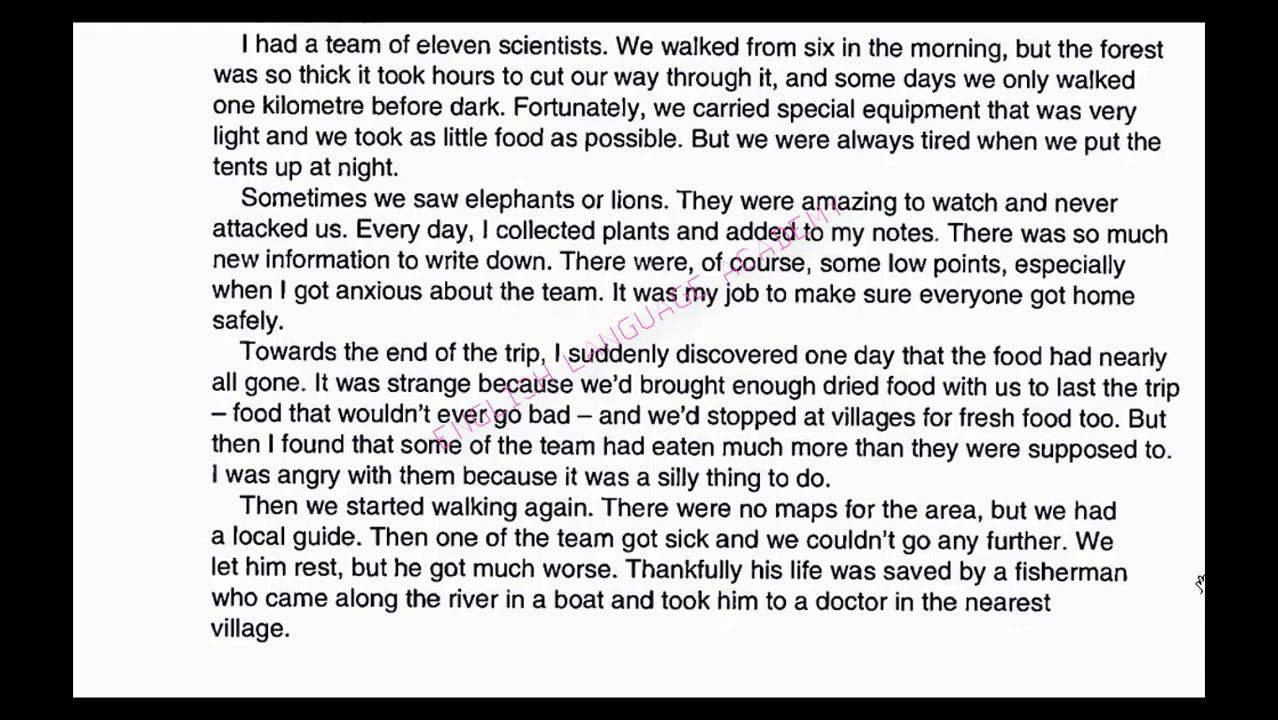 I had a team of eleven scientists. We walked from six in the morning, but the forest
was so thick it took hours to cut our way through it, and some days we only walked
one kilometre before dark. Fortunately, we carried special equipment that was very
light and we took as little food as possible. But we were always tired when we put the
tents up at night.
Sometimes we saw elephants or lions. They were amazing to watch and never
attacked us. Every day, I collected plants and added to my notes. There was so much
new information to write down. There were, of course, some low points, especially
when I got anxious about the team. It was my job to make sure everyone got home
safely.
Towards the end of the trip, I suddenly discovered one day that the food had nearly
all gone. It was strange because we'd brought enough dried food with us to last the trip
– food that wouldn't ever go bad – and we'd stopped at villages for fresh food too. But
then I found that some of the team had eaten much more than they were supposed to.
I was angry with them because it was a silly thing to do.
Then we started walking again. There were no maps for the area, but we had
a local guide. Then one of the team got sick and we couldn't go any further. We
let him rest, but he got much worse. Thankfully his life was saved by a fisherman
who came along the river in a boat and took him to a doctor in the nearest
village.
ENGLISH LANGUAGE ACADEMY